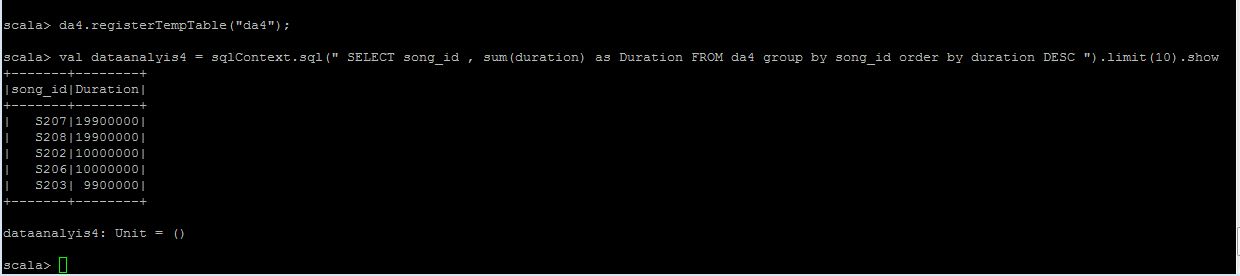 scala> da4.registerTempTable("da4");
scala> val dataanalyis4 = sqlContext.sql(" SELECT song_id , sum(duration) as Duration FROM da4 group by song_id order by duration DESC ").limit(10).show
+-------+--------+
|song_id|Duration|
+-------+--------+
|   S207|19900000|
|   S208|19900000|
|   S202|10000000|
|   S206|10000000|
|   S203| 9900000|
+-------+--------+
dataanalyis4: Unit = ()
scala>